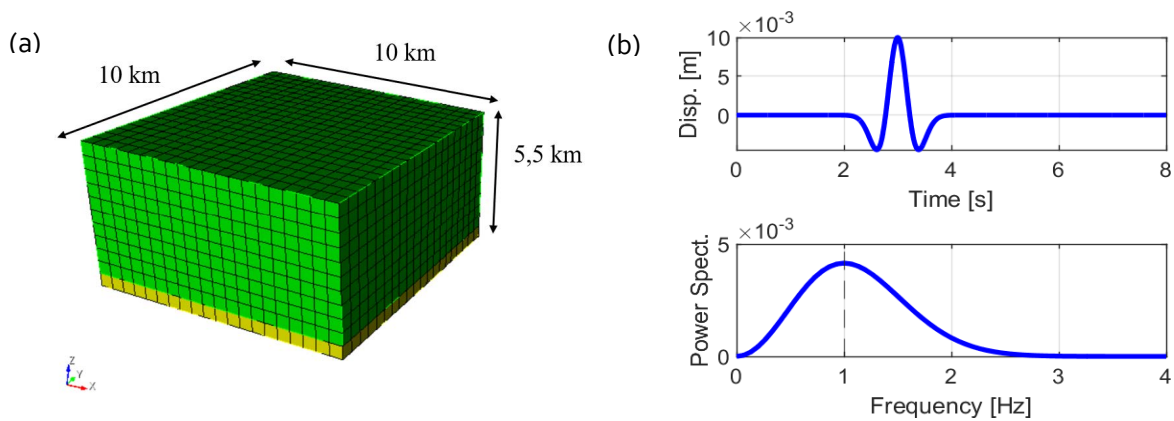 (a)
10 km
10 km
5,5 km
Z
Y
X
(b)
×10⁻³
10
5
0
Disp. [m]
0
2
4
6
8
Time [s]
×10⁻³
5
0
Power Spect.
0
1
2
3
4
Frequency [Hz]